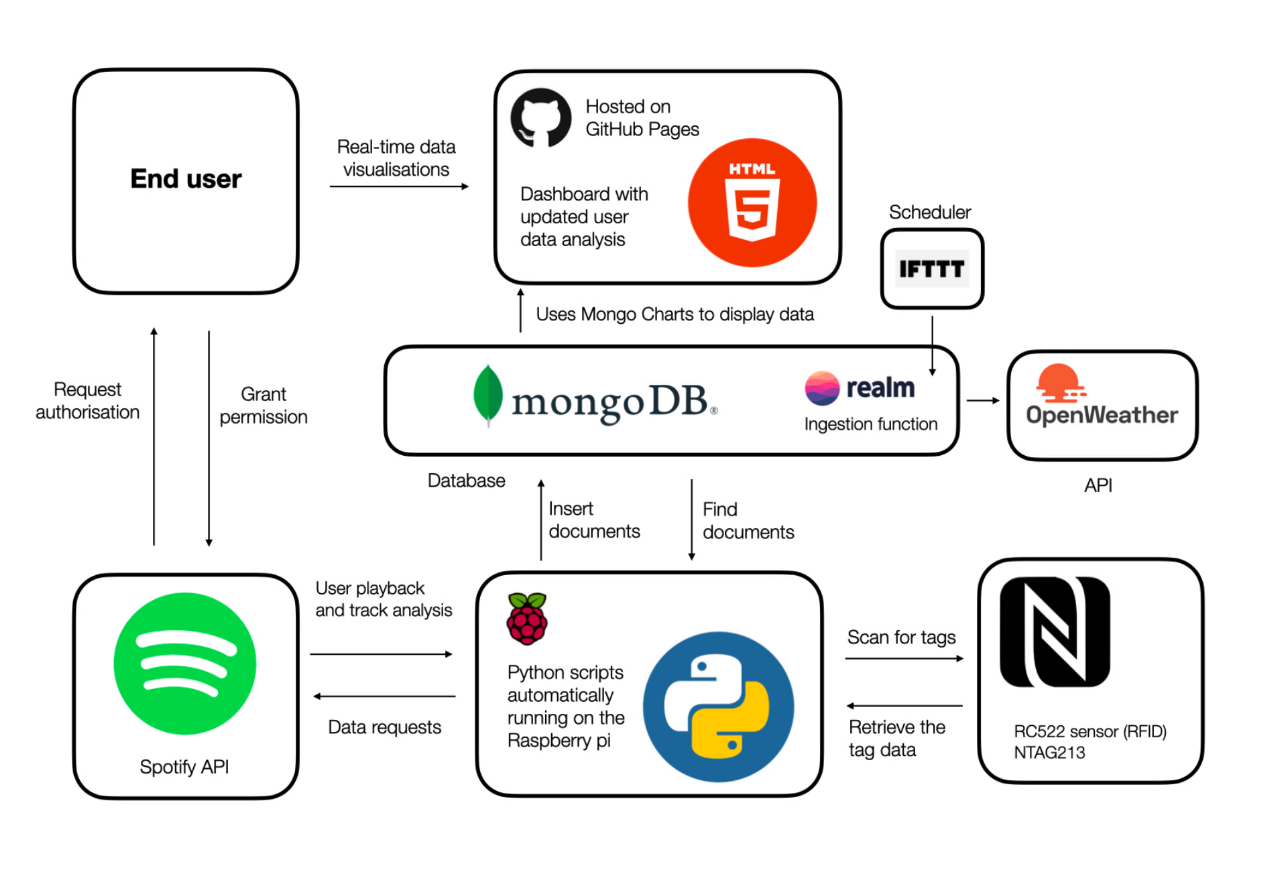 End user
Real-time data
visualisations
Hosted on
GitHub Pages
HTML
5
Dashboard with
updated user
data analysis
Scheduler
IFTTT
Uses Mongo Charts to display data
mongoDB®
realm
Ingestion function
OpenWeather
API
Request
authorisation
Grant
permission
Database
Insert
documents
Find
documents
User playback
and track analysis
Data requests
Spotify API
Python scripts
automatically
running on the
Raspberry pi
Scan for tags
Retrieve the
tag data
RC522 sensor (RFID)
NTAG213